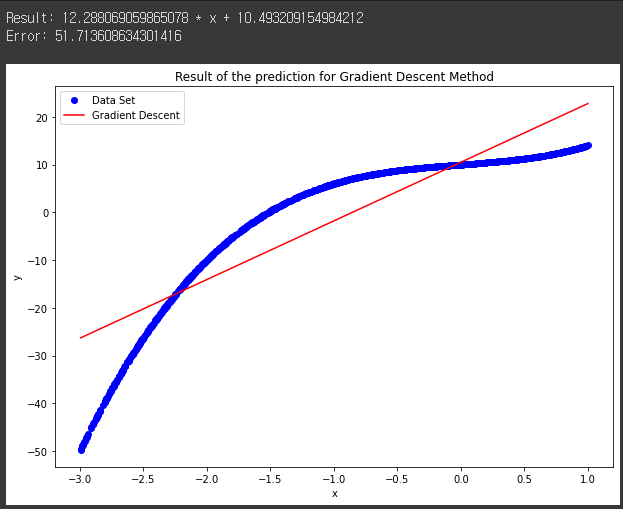 Result: 12.288069059865078 * x + 10.493209154984212
Error: 51.713608634301416
Result of the prediction for Gradient Descent Method
Data Set
Gradient Descent
20
10
0
−10
−20
−30
−40
−50
y
−3.0 −2.5 −2.0 −1.5 −1.0 −0.5 0.0 0.5 1.0
x